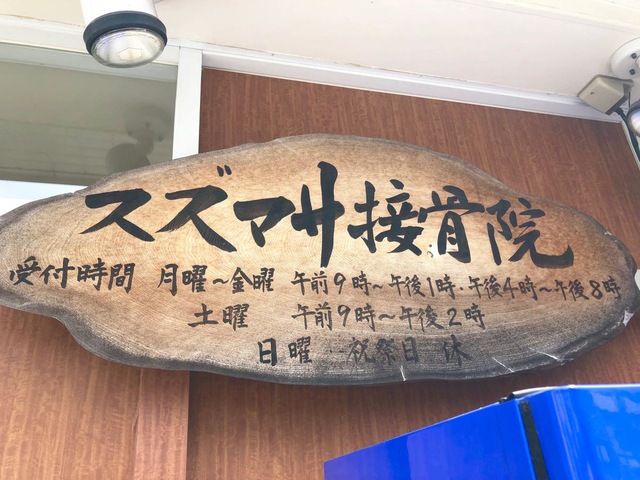 スズマサ接骨院
受付時間 月曜~金曜 午前9時~午後1時・午後4時~午後8時
土曜 午前9時~午後2時
日曜 祝祭日 休